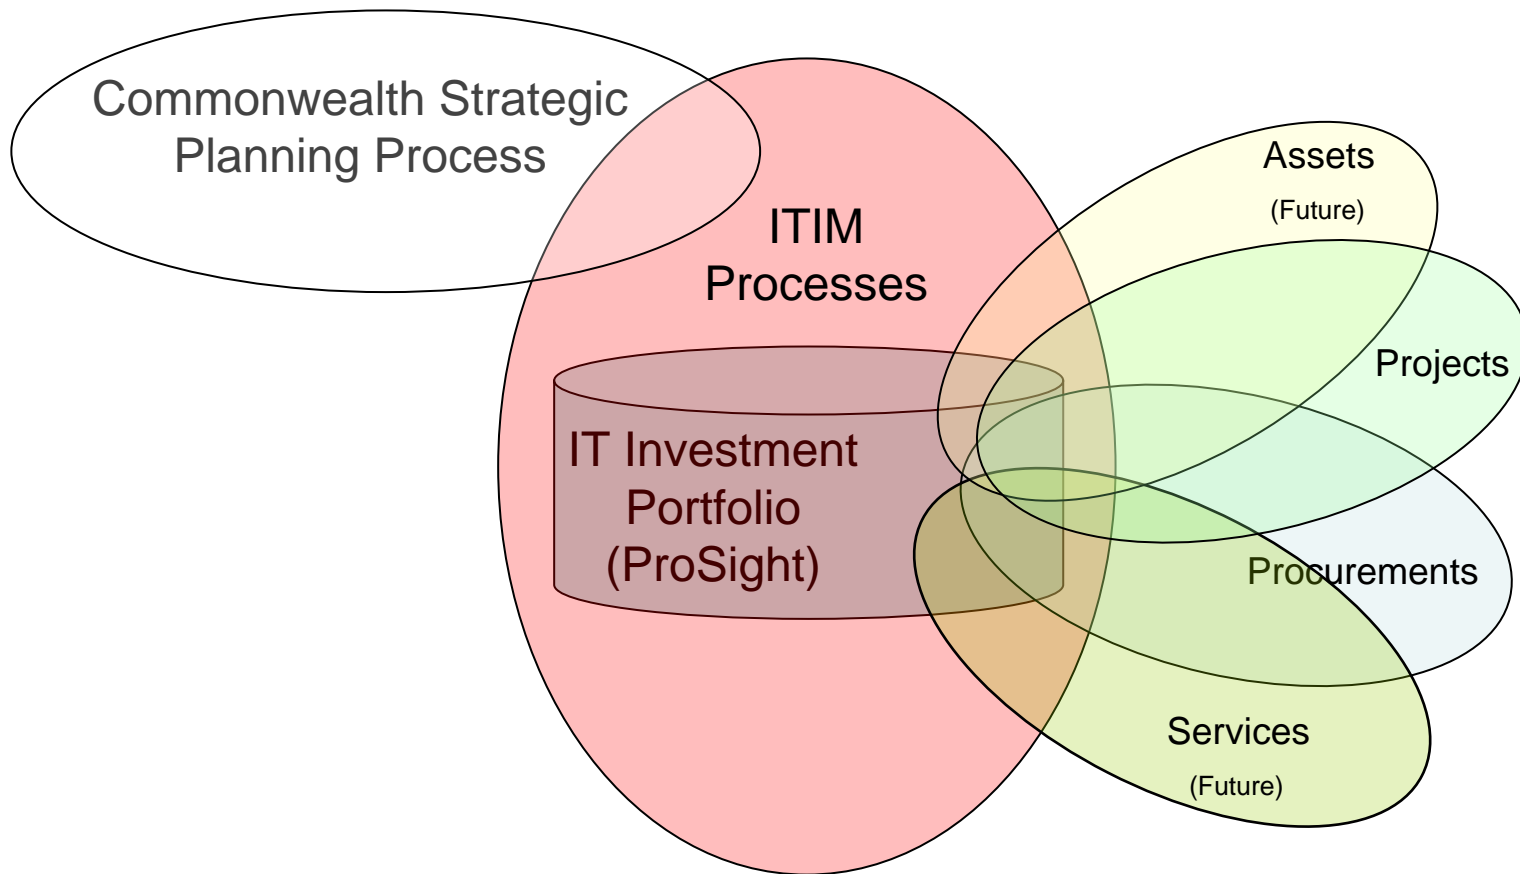 Commonwealth Strategic
Planning Process
ITIM
Processes
IT Investment
Portfolio
(ProSight)
Assets
(Future)
Projects
Procurements
Services
(Future)